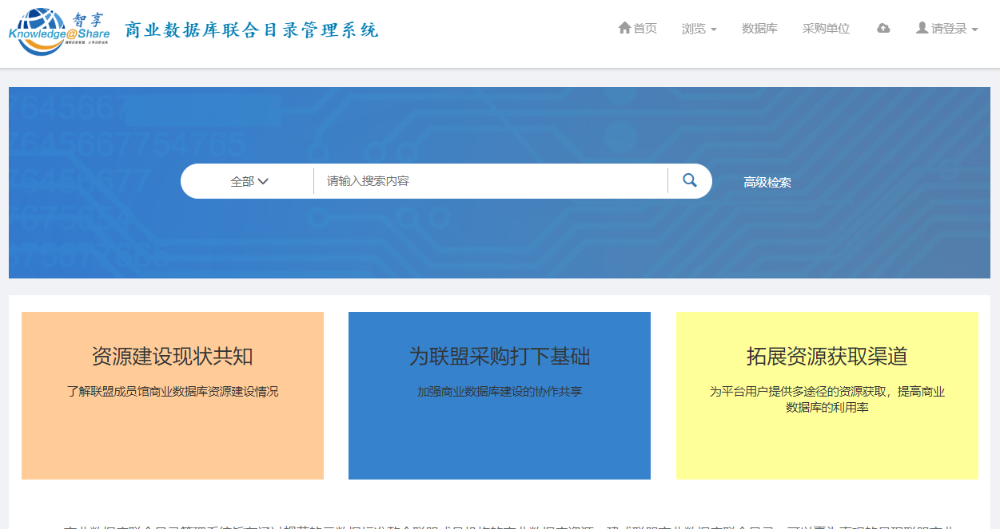 智享
Knowledge@Share
商业数据库联合目录管理系统
首页 浏览 数据库 采购单位 请登录
76456677
76456677754765
76456677
7675654
675677665
全部 请输入搜索内容 高级检索
资源建设现状共知
了解联盟成员馆商业数据库资源建设情况
为联盟采购打下基础
加强商业数据库建设的协作共享
拓展资源获取渠道
为平台用户提供多途径的资源获取，提高商业
数据库的利用率